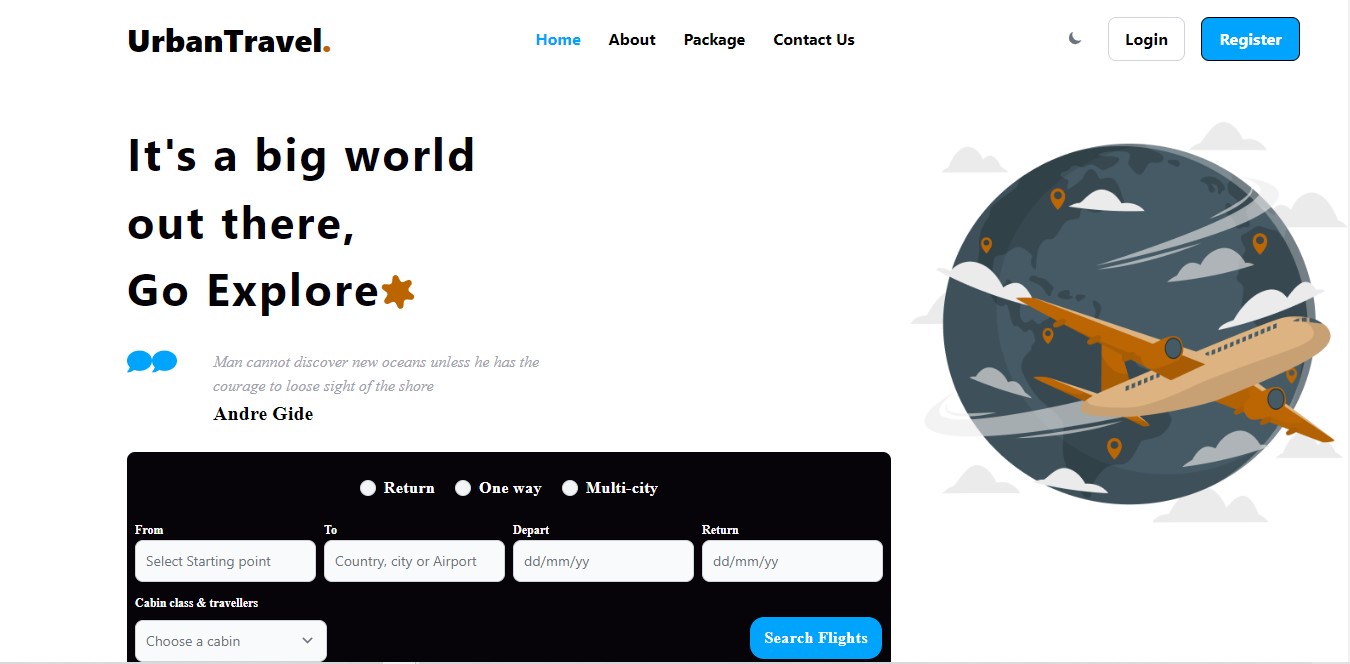 UrbanTravel.
Home About Package Contact Us
Login Register
It's a big world
out there,
Go Explore
Man cannot discover new oceans unless he has the
courage to loose sight of the shore
Andre Gide
Return One way Multi-city
From To Depart Return
Select Starting point Country, city or Airport dd/mm/yy dd/mm/yy
Cabin class & travellers
Choose a cabin Search Flights